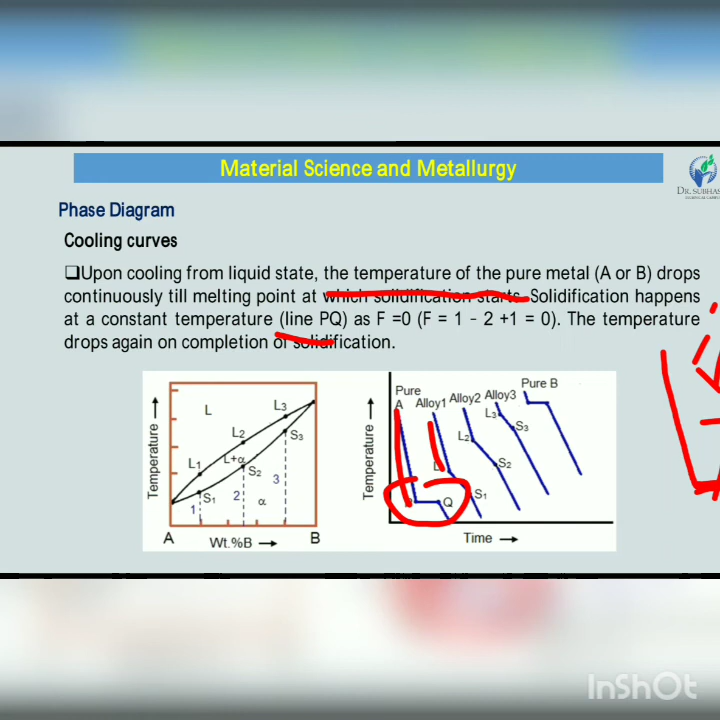 Material Science and Metallurgy
DR. SUBHAS
Phase Diagram
Cooling curves
❑Upon cooling from liquid state, the temperature of the pure metal (A or B) drops
continuously till melting point at which solidification starts. Solidification happens
at a constant temperature (line PQ) as F =0 (F = 1 – 2 +1 = 0). The temperature
drops again on completion of solidification.
Temperature
L
L1
L2
L3
L+α
S1
S2
S3
1
2
3
α
A
Wt.%B
B
Temperature
Pure
A
Alloy1
Alloy2
Alloy3
Pure B
L2
L3
S1
S2
S3
Q
Time
InShOt